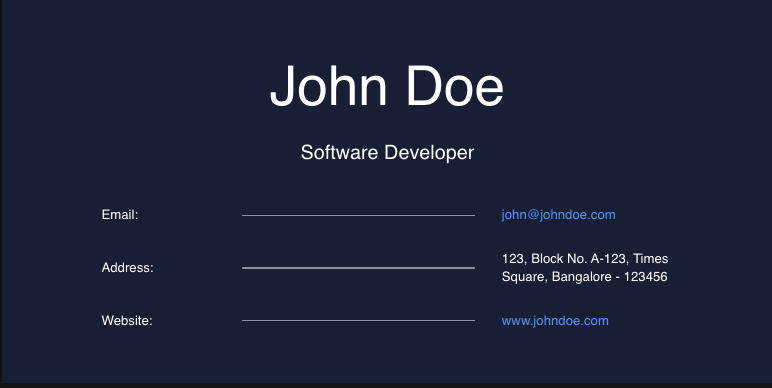 John Doe
Software Developer
Email:
john@johndoe.com
Address:
123, Block No. A-123, Times
Square, Bangalore - 123456
Website:
www.johndoe.com